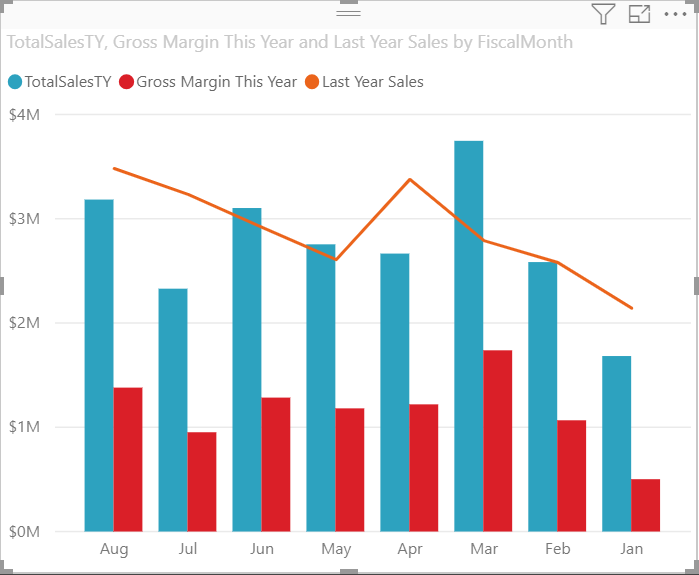 TotalSalesTY, Gross Margin This Year and Last Year Sales by FiscalMonth
TotalSalesTY Gross Margin This Year Last Year Sales
$4M
$3M
$2M
$1M
$0M
Aug Jul Jun May Apr Mar Feb Jan